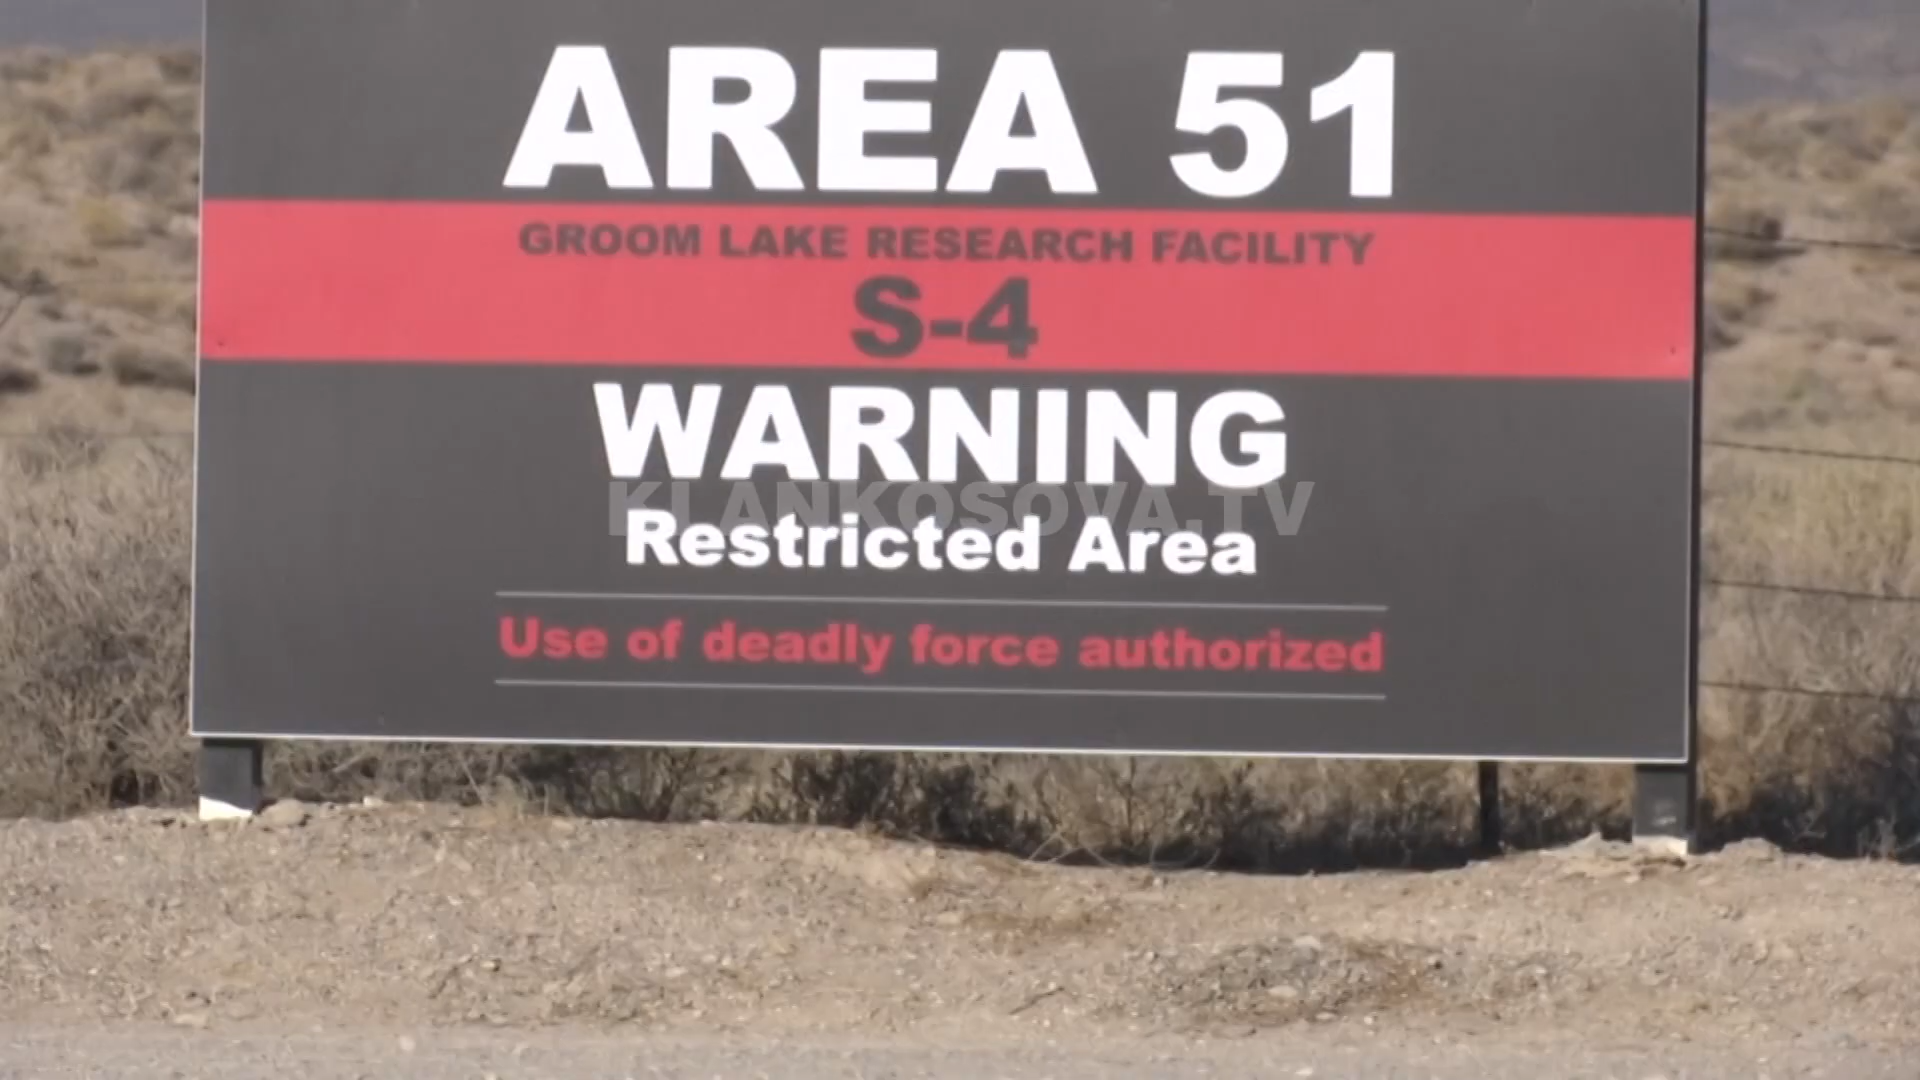 AREA 51
GROOM LAKE RESEARCH FACILITY
S-4
WARNING
KLANKOSOVA.TV
Restricted Area
Use of deadly force authorized